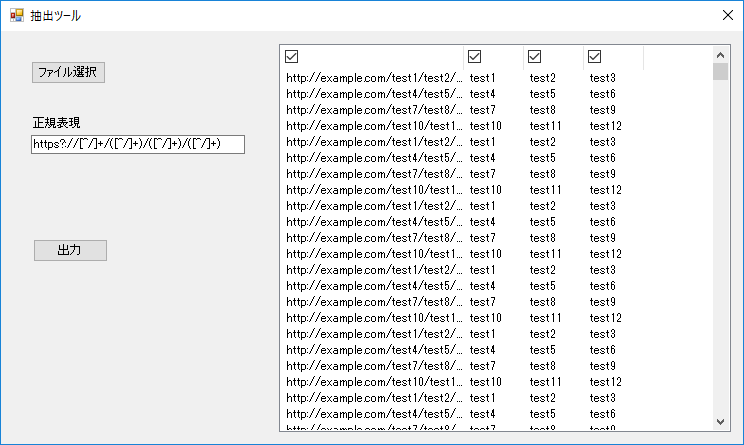 抽出ツール
ファイル選択
正規表現
https?://[^/]+/([^/]+)/([^/]+)/([^/]+)
出力
http://example.com/test1/test2/... test1 test2 test3
http://example.com/test4/test5/... test4 test5 test6
http://example.com/test7/test8/... test7 test8 test9
http://example.com/test10/test1... test10 test11 test12
http://example.com/test1/test2/... test1 test2 test3
http://example.com/test4/test5/... test4 test5 test6
http://example.com/test7/test8/... test7 test8 test9
http://example.com/test10/test1... test10 test11 test12
http://example.com/test1/test2/... test1 test2 test3
http://example.com/test4/test5/... test4 test5 test6
http://example.com/test7/test8/... test7 test8 test9
http://example.com/test10/test1... test10 test11 test12
http://example.com/test1/test2/... test1 test2 test3
http://example.com/test4/test5/... test4 test5 test6
http://example.com/test7/test8/... test7 test8 test9
http://example.com/test10/test1... test10 test11 test12
http://example.com/test1/test2/... test1 test2 test3
http://example.com/test4/test5/... test4 test5 test6
http://example.com/test7/test8/... test7 test8 test9
http://example.com/test10/test1... test10 test11 test12
http://example.com/test1/test2/... test1 test2 test3
http://example.com/test4/test5/... test4 test5 test6
http://example.com/test7/test8/... test7 test8 test9